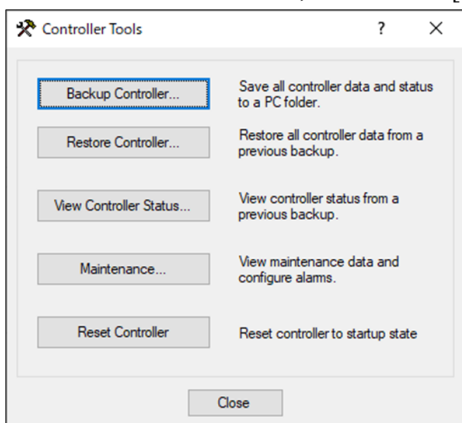 Controller Tools
?
Backup Controller...
Save all controller data and status
to a PC folder.
Restore Controller...
Restore all controller data from a
previous backup.
View Controller Status...
View controller status from a
previous backup.
Maintenance...
View maintenance data and
configure alarms.
Reset Controller
Reset controller to startup state
Close